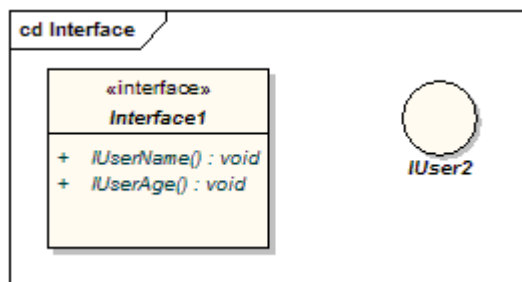 cd Interface
«interface»
Interface1
+ IUserName() : void
+ IUserAge() : void
IUser2